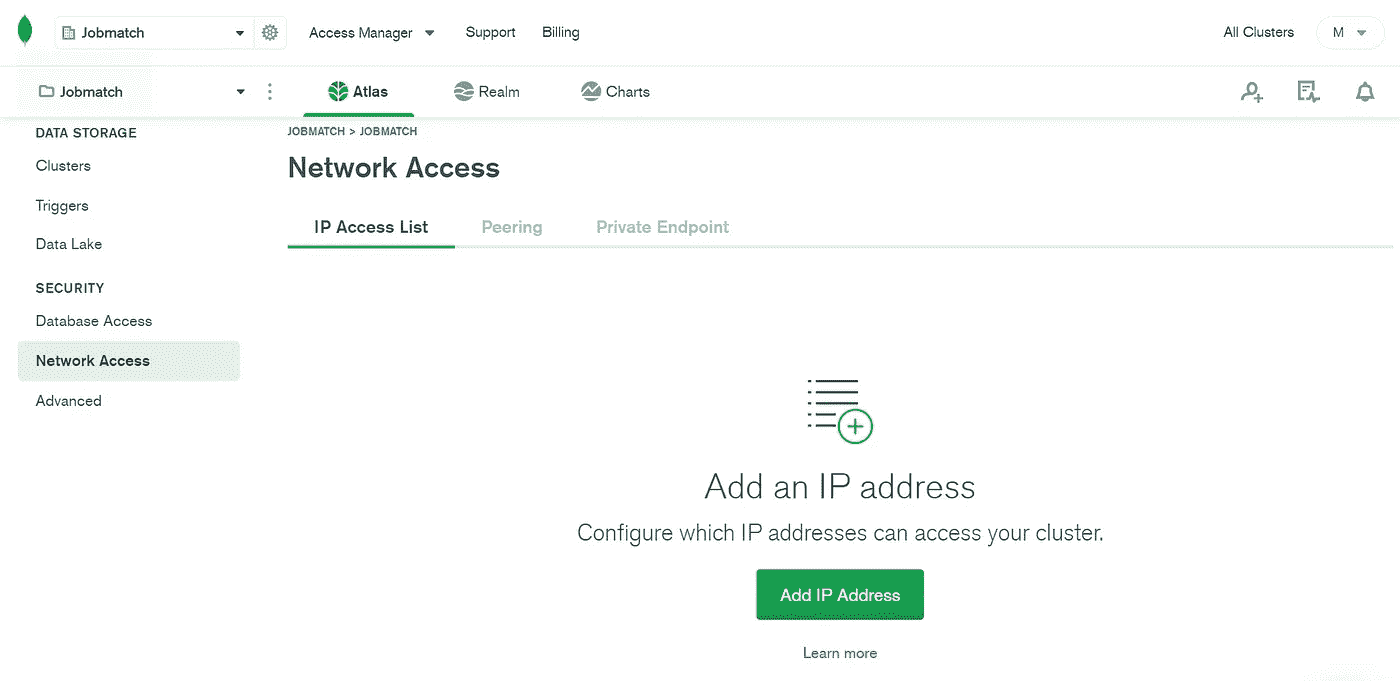 Jobmatch
Access Manager
Support
Billing
All Clusters
M
Jobmatch
Atlas
Realm
Charts
DATA STORAGE
Clusters
Triggers
Data Lake
SECURITY
Database Access
Network Access
Advanced
JOBMATCH > JOBMATCH
Network Access
IP Access List
Peering
Private Endpoint
Add an IP address
Configure which IP addresses can access your cluster.
Add IP Address
Learn more